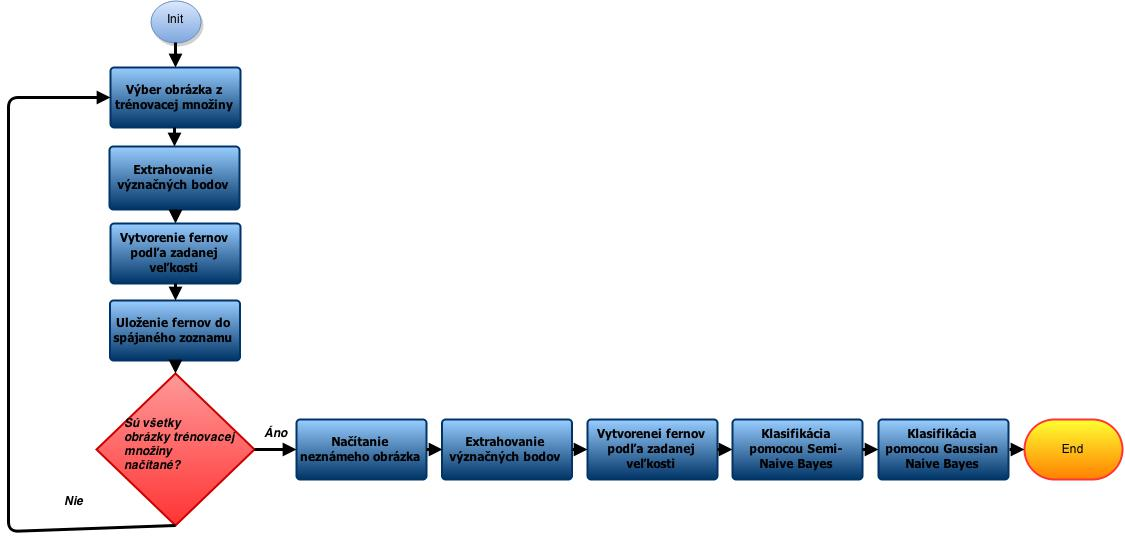 Init
Výber obrázka z
trénovacej množiny
Extrahovanie
význačných bodov
Vytvorenie fernov
podľa zadanej
veľkosti
Uloženie fernov do
spájaného zoznamu
Sú všetky
obrázky trénovacej
množiny
načítané?
Nie
Áno
Načítanie
neznámeho obrázka
Extrahovanie
význačných bodov
Vytvorenei fernov
podľa zadanej
veľkosti
Klasifikácia
pomocou Semi-
Naive Bayes
Klasifikácia
pomocou Gaussian
Naive Bayes
End